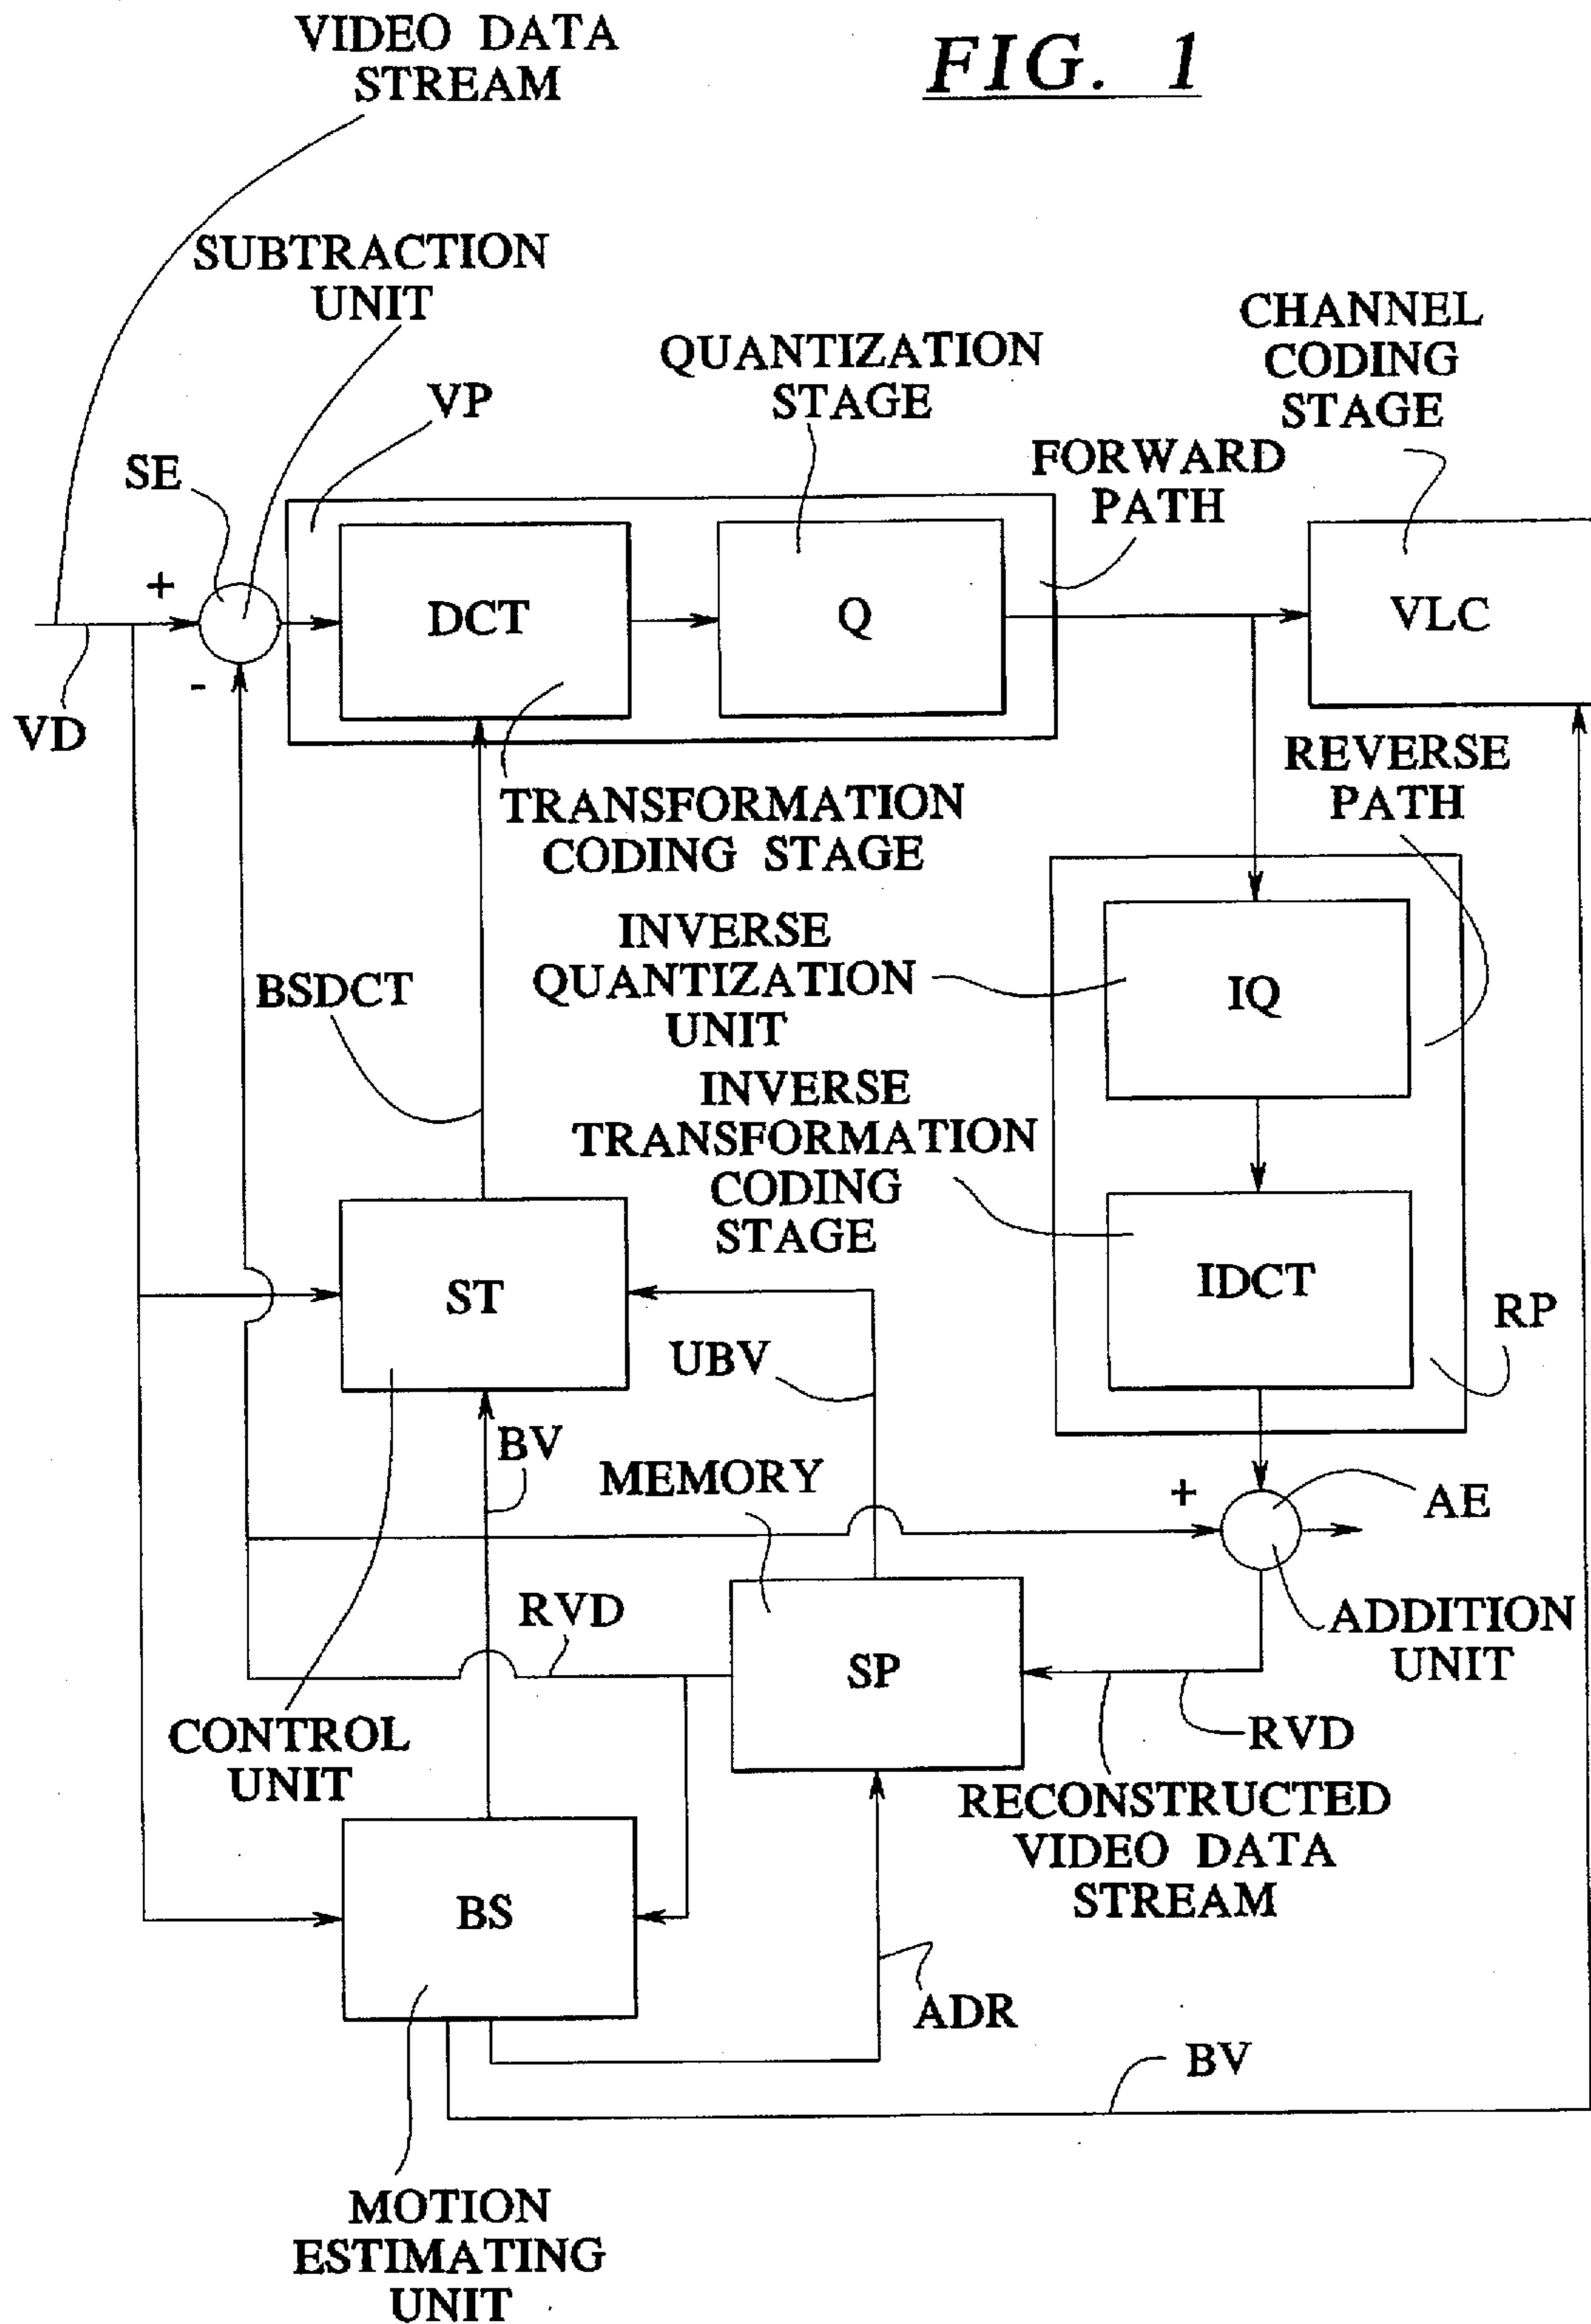 VIDEO DATA
STREAM
FIG. 1
SUBTRACTION
UNIT
CHANNEL
CODING
STAGE
QUANTIZATION
STAGE
VP
FORWARD
PATH
SE
+
DCT
Q
VLC
-
VD
REVERSE
PATH
TRANSFORMATION
CODING STAGE
INVERSE
QUANTIZATION
UNIT
BSDCT
IQ
INVERSE
TRANSFORMATION
CODING
STAGE
ST
IDCT
RP
UBV
BV
MEMORY
+
AE
RVD
SP
ADDITION
UNIT
CONTROL
UNIT
RVD
RECONSTRUCTED
VIDEO DATA
STREAM
BS
ADR
BV
MOTION
ESTIMATING
UNIT